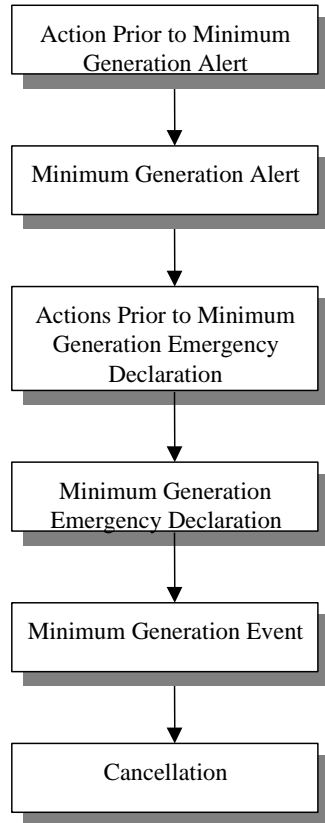 Action Prior to Minimum
Generation Alert
Minimum Generation Alert
Actions Prior to Minimum
Generation Emergency
Declaration
Minimum Generation
Emergency Declaration
Minimum Generation Event
Cancellation